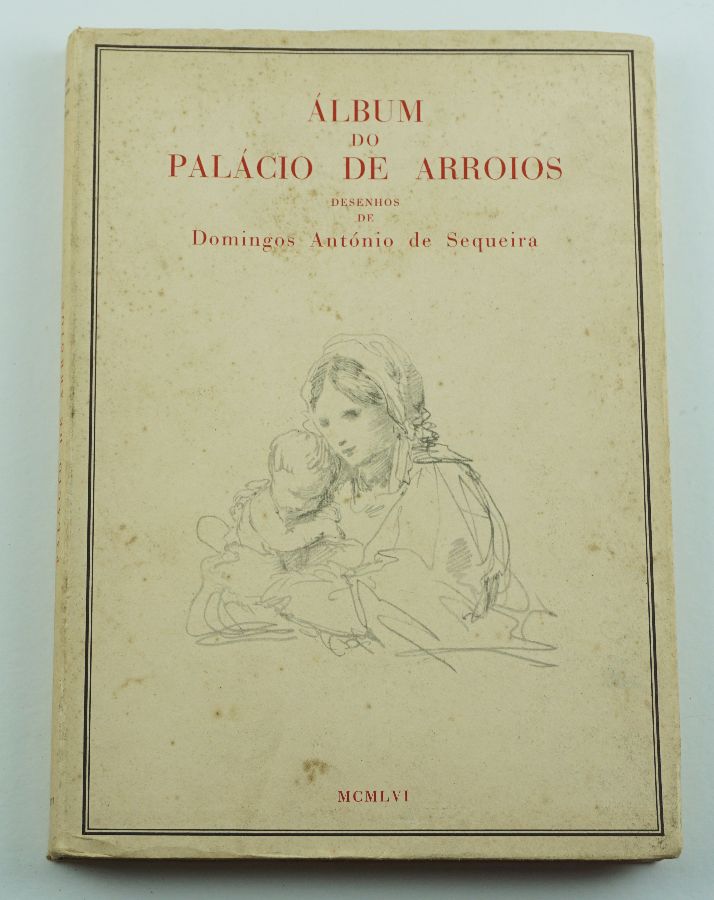 ÁLBUM
DO
PALÁCIO DE ARROIOS
DESENHOS
DE
Domingos António de Sequeira
MCMLVI